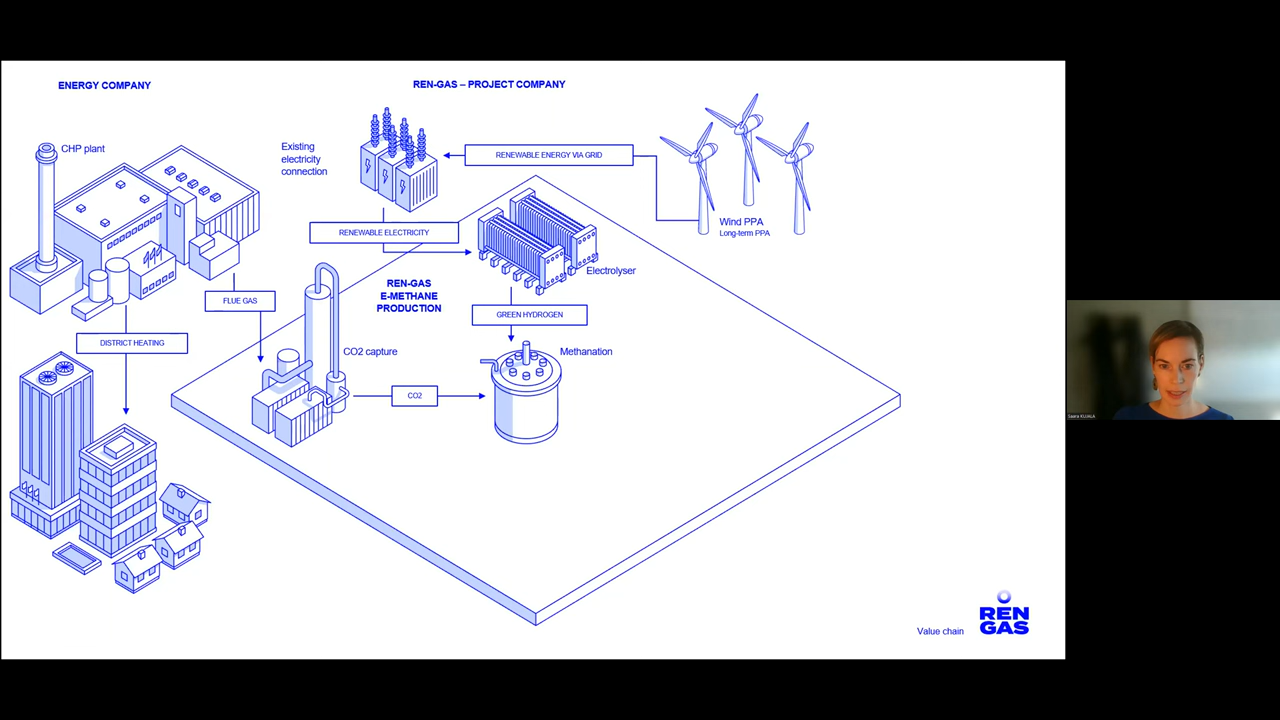 ENERGY COMPANY
REN-GAS – PROJECT COMPANY
CHP plant
Existing
electricity
connection
RENEWABLE ENERGY VIA GRID
Wind PPA
Long-term PPA
RENEWABLE ELECTRICITY
Electrolyser
REN-GAS
E-METHANE
PRODUCTION
FLUE GAS
GREEN HYDROGEN
DISTRICT HEATING
CO2 capture
Methanation
CO2
Saara KUJALA
Value chain
REN
GAS